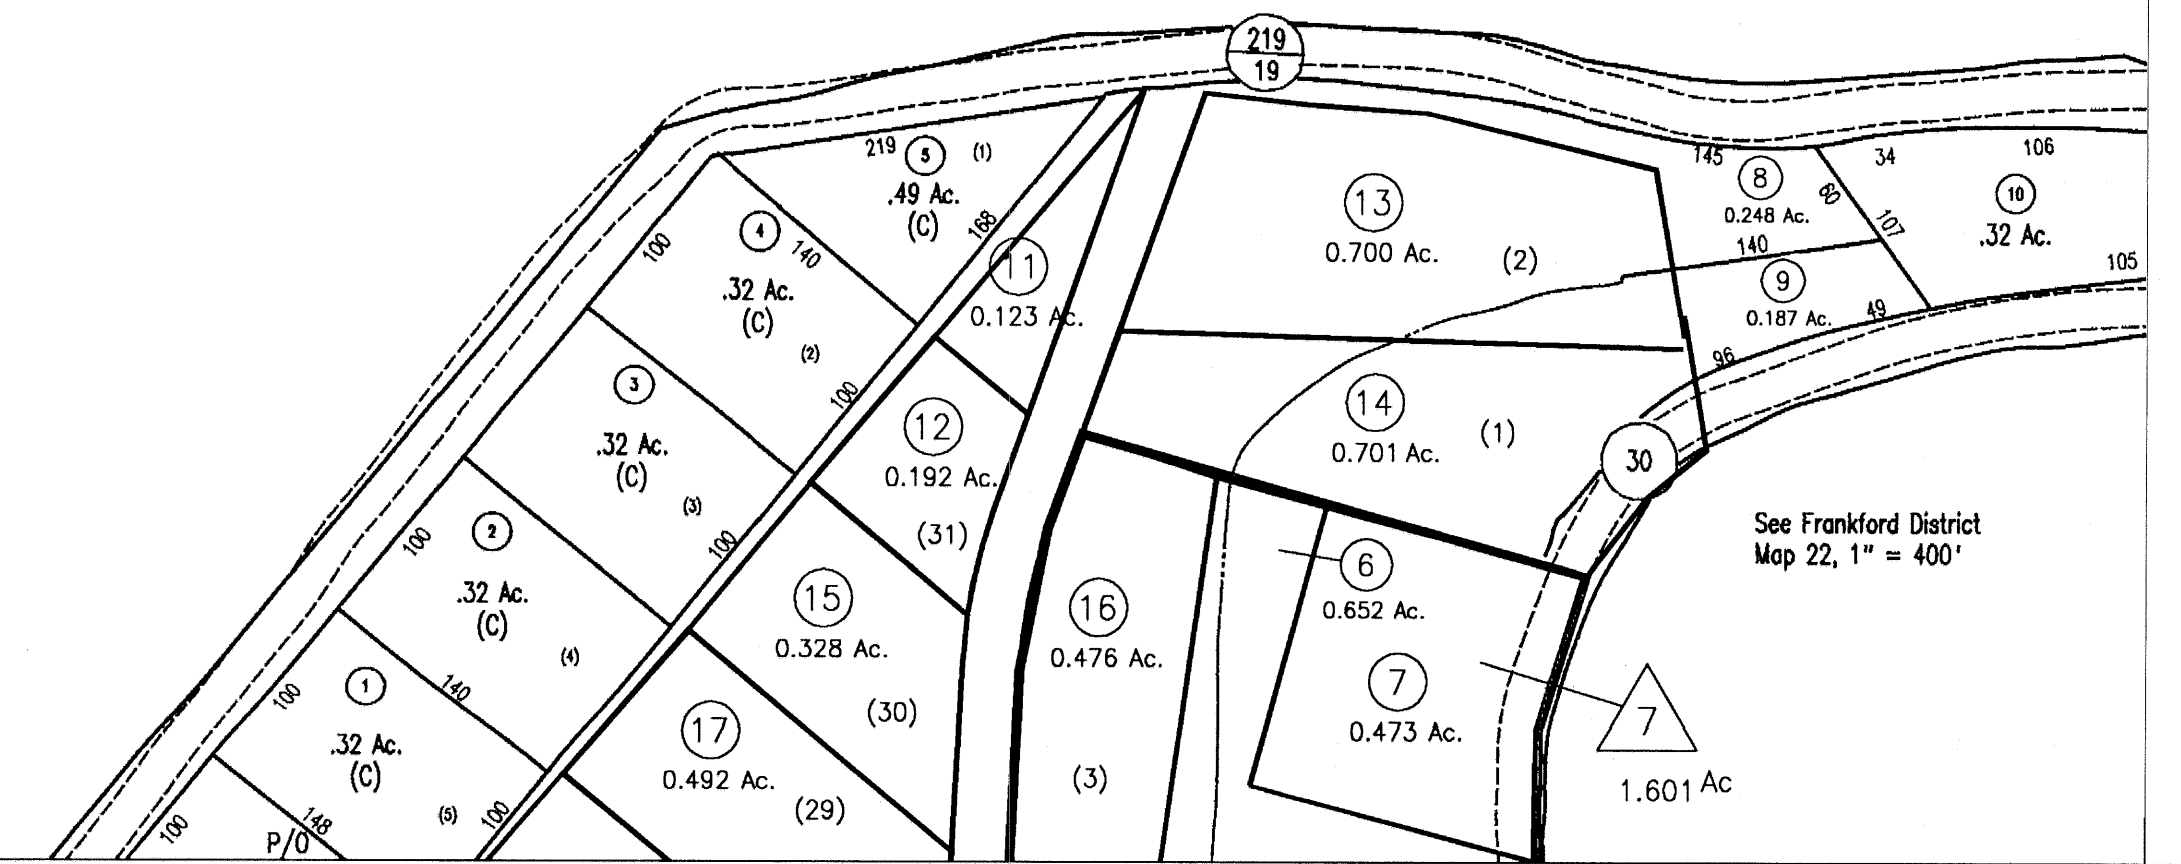 219
19
219
5
(1)
.49 Ac.
(C)
168
4
140
100
.32 Ac.
(C)
(2)
100
11
0.123 Ac.
13
0.700 Ac.
(2)
145
8
0.248 Ac.
60
34
106
107
10
.32 Ac.
105
140
9
0.187 Ac.
49
96
3
.32 Ac.
(C)
(3)
100
12
0.192 Ac.
(31)
14
0.701 Ac.
(1)
30
See Frankford District
Map 22, 1" = 400'
2
100
.32 Ac.
(C)
(4)
15
0.328 Ac.
(30)
16
0.476 Ac.
(3)
6
0.652 Ac.
7
0.473 Ac.
7
1.601 Ac
1
100
140
.32 Ac.
(C)
(5)
100
17
0.492 Ac.
(29)
100
148
P/O